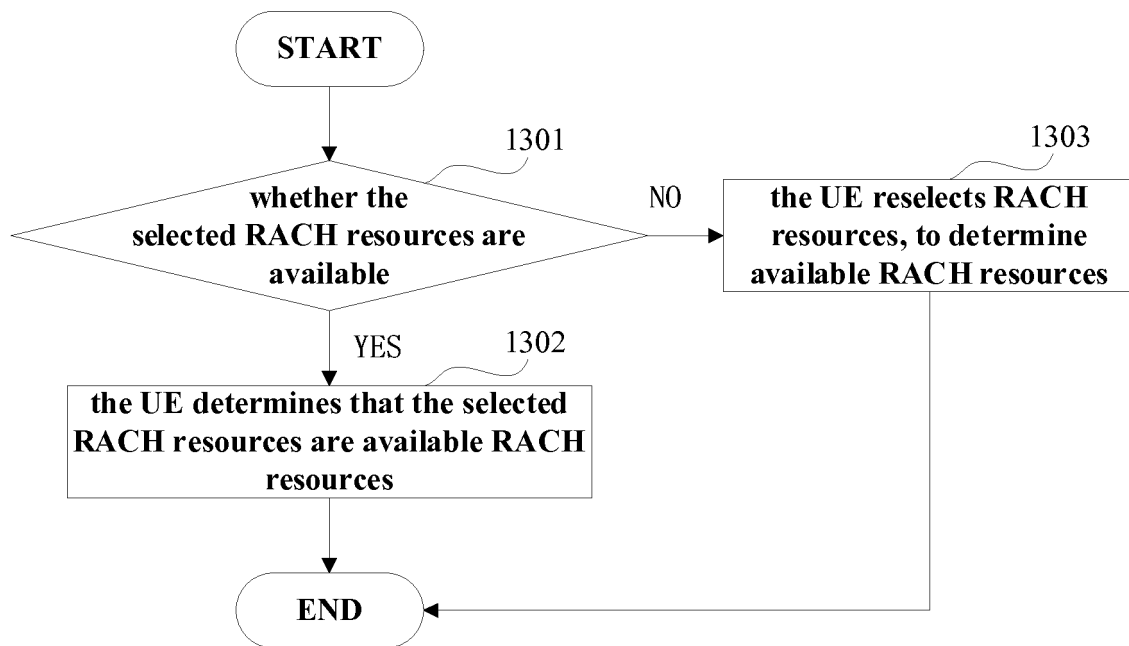 START
1301
whether the
selected RACH resources are
available
NO
1303
the UE reselects RACH
resources, to determine
available RACH resources
YES
1302
the UE determines that the selected
RACH resources are available RACH
resources
END